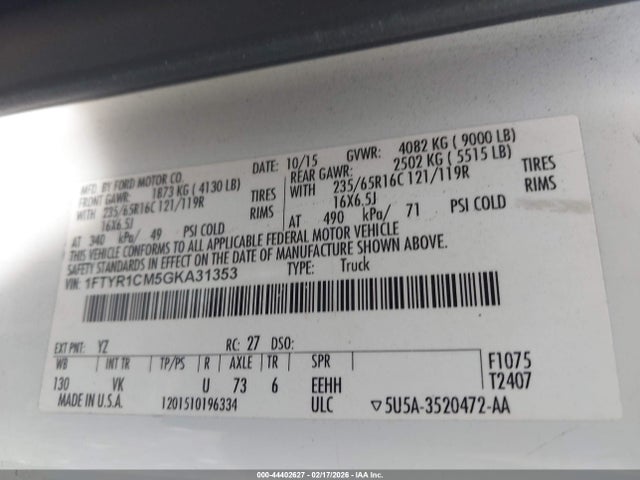 MFD. BY FORD MOTOR CO.
DATE: 10/15 GVWR: 4082 KG ( 9000 LB)
FRONT GAWR: 1873 KG ( 4130 LB) REAR GAWR: 2502 KG ( 5515 LB)
WITH 235/65R16C 121/119R TIRES WITH 235/65R16C 121/119R TIRES
16X6.5J RIMS 16X6.5J RIMS
AT 340 kPa/ 49 PSI COLD AT 490 kPa/ 71 PSI COLD
THIS VEHICLE CONFORMS TO ALL APPLICABLE FEDERAL MOTOR VEHICLE
SAFETY STANDARDS IN EFFECT ON THE DATE OF MANUFACTURE SHOWN ABOVE.
VIN: 1FTYR1CM5GKA31353 TYPE: Truck
EXT PNT: YZ RC: 27 DSO:
WB INT TR TP/PS R AXLE TR SPR F1075
130 VK U 73 6 EEHH T2407
MADE IN U.S.A. 1201510196334 ULC ▽5U5A-3520472-AA
000-44402627 - 02/17/2026 - IAAI, Inc.